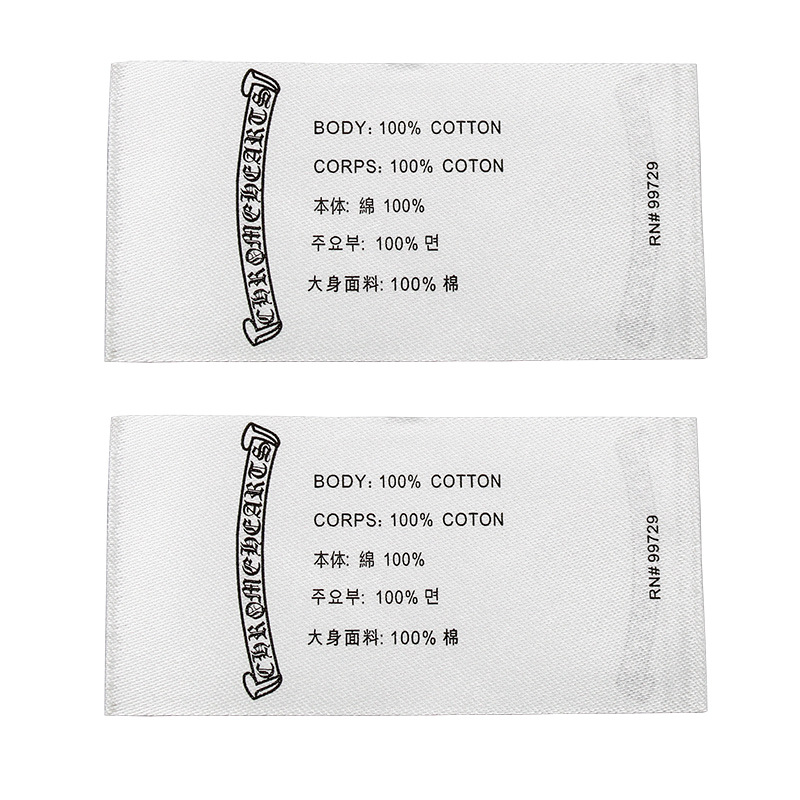 CHROME HEARTS
BODY: 100% COTTON
CORPS: 100% COTON
本体: 綿 100%
주요부: 100% 면
大身面料: 100% 棉
RN# 99729
CHROME HEARTS
BODY: 100% COTTON
CORPS: 100% COTON
本体: 綿 100%
주요부: 100% 면
大身面料: 100% 棉
RN# 99729